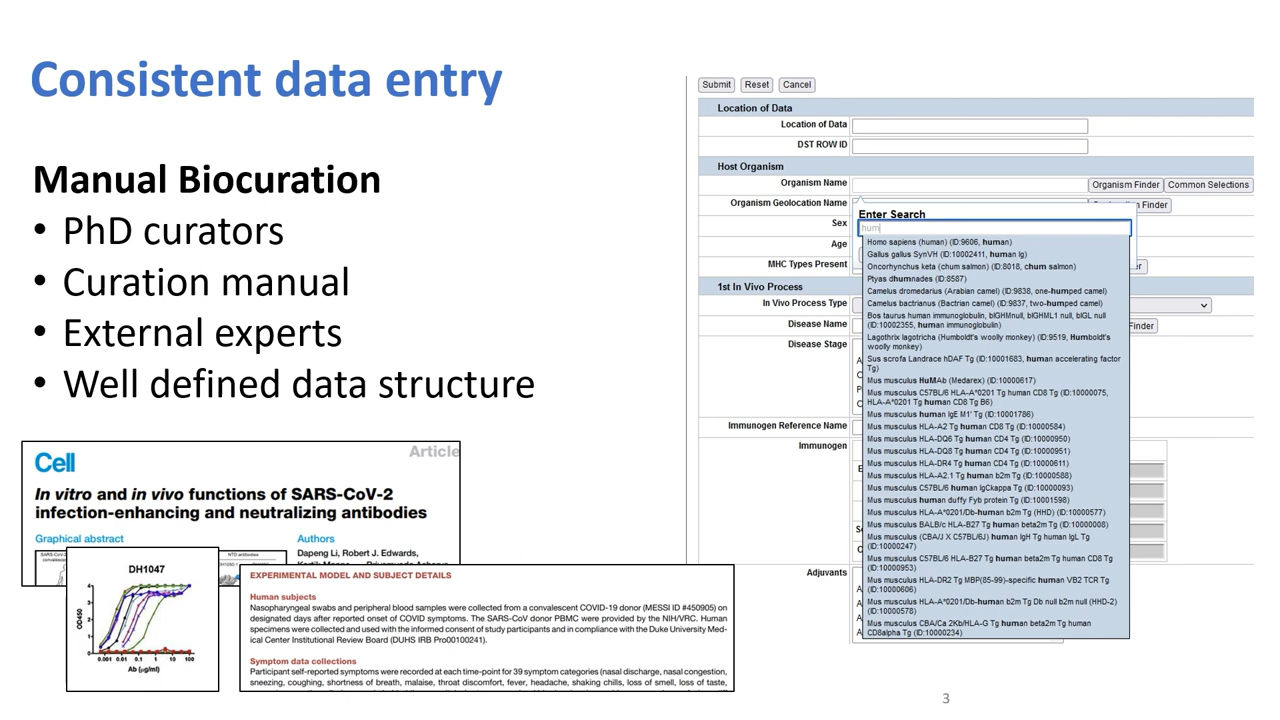 Consistent data entry
Manual Biocuration
• PhD curators
• Curation manual
• External experts
• Well defined data structure
Cell
Article
In vitro and in vivo functions of SARS-CoV-2
infection-enhancing and neutralizing antibodies
Graphical abstract
Authors
Dapeng Li, Robert J. Edwards,
NTD antibodies
DH1047
OD450
4
3
2
1
0
0.001 0.01 0.1 1 10 100
Ab (µg/ml)
EXPERIMENTAL MODEL AND SUBJECT DETAILS
Human subjects
Nasopharyngeal swabs and peripheral blood samples were collected from a convalescent COVID-19 donor (MESSI ID #450905) on
designated days after reported onset of COVID symptoms. The SARS-CoV donor PBMC were provided by the NIH/VRC. Human
specimens were collected and used with the informed consent of study participants and in compliance with the Duke University Med-
ical Center Institutional Review Board (DUHS IRB Pro00100241).
Symptom data collections
Participant self-reported symptoms were recorded at each time-point for 39 symptom categories (nasal discharge, nasal congestion,
sneezing, coughing, shortness of breath, malaise, throat discomfort, fever, headache, shaking chills, loss of smell, loss of taste,
Submit Reset Cancel
Location of Data
Location of Data
DST ROW ID
Host Organism
Organism Name
Organism Finder Common Selections
Organism Geolocation Name
Finder
Sex
Age
MHC Types Present
1st In Vivo Process
In Vivo Process Type
Disease Name
Finder
Disease Stage
Immunogen Reference Name
Immunogen
Adjuvants
Enter Search
hum
Homo sapiens (human) (ID:9606, human)
Gallus gallus SynVH (ID:10002411, human Ig)
Oncorhynchus keta (chum salmon) (ID:8018, chum salmon)
Ptyas dhumnades (ID:8587)
Camelus dromedarius (Arabian camel) (ID:9838, one-humped camel)
Camelus bactrianus (Bactrian camel) (ID:9837, two-humped camel)
Bos taurus human immunoglobulin, bIGHMnull, bIGHML1 null, bIGL null
(ID:10002355, human immunoglobulin)
Lagothrix lagotricha (Humboldt's woolly monkey) (ID:9519, Humboldt's
woolly monkey)
Sus scrofa Landrace hDAF Tg (ID:10001683, human accelerating factor
Tg)
Mus musculus HuMAb (Medarex) (ID:10000617)
Mus musculus C57BL/6 HLA-A*0201 Tg human CD8 Tg (ID:10000075,
HLA-A*0201 Tg human CD8 Tg B6)
Mus musculus human IgE M1' Tg (ID:10001786)
Mus musculus HLA-A2 Tg human CD8 Tg (ID:10000584)
Mus musculus HLA-DQ6 Tg human CD4 Tg (ID:10000950)
Mus musculus HLA-DQ8 Tg human CD4 Tg (ID:10000951)
Mus musculus HLA-DR4 Tg human CD4 Tg (ID:10000611)
Mus musculus HLA-A2.1 Tg human b2m Tg (ID:10000588)
Mus musculus C57BL/6 human IgCkappa Tg (ID:10000093)
Mus musculus human duffy Fyb protein Tg (ID:10001598)
Mus musculus HLA-A*0201/Db-human b2m Tg (HHD) (ID:10000577)
Mus musculus BALB/c HLA-B27 Tg human beta2m Tg (ID:10000008)
Mus musculus (CBA/J X C57BL/6J) human IgH Tg human IgL Tg
(ID:10000247)
Mus musculus C57BL/6 HLA-B27 Tg human beta2m Tg human CD8 Tg
(ID:10000953)
Mus musculus HLA-DR2 Tg MBP(85-99)-specific human VB2 TCR Tg
(ID:10000606)
Mus musculus HLA-A*0201/Db-human b2m Tg Db null b2m null (HHD-2)
(ID:10000578)
Mus musculus CBA/Ca 2Kb/HLA-G Tg human beta2m Tg human
CD8alpha Tg (ID:10000234)
3